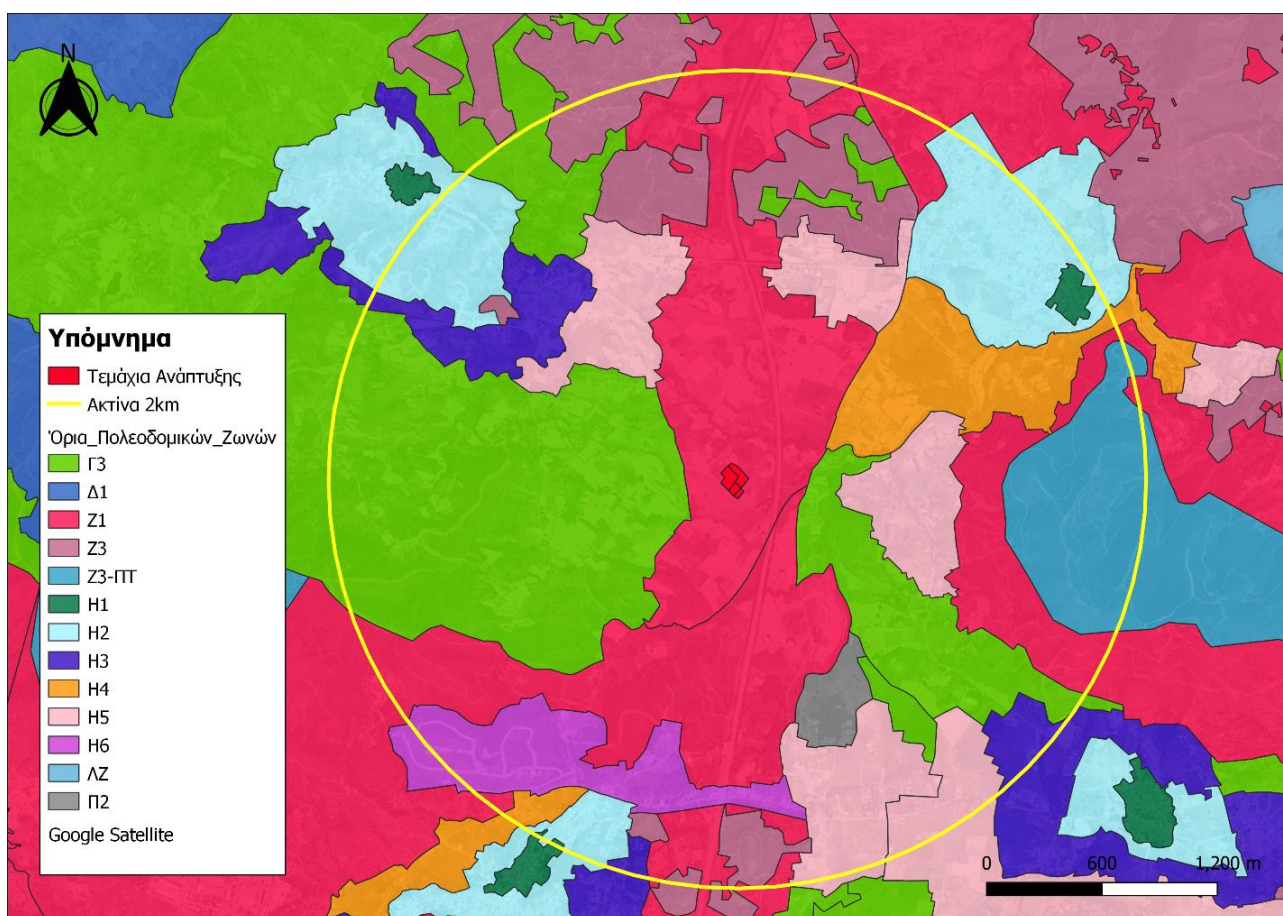 N
Υπόμνημα
Τεμάχια Ανάπτυξης
Ακτίνα 2km
Όρια_Πολεοδομικών_Ζωνών
Γ3
Δ1
Ζ1
Ζ3
Ζ3-ΠΤ
Η1
Η2
Η3
Η4
Η5
Η6
ΛΖ
Π2
Google Satellite
0 600 1,200 m